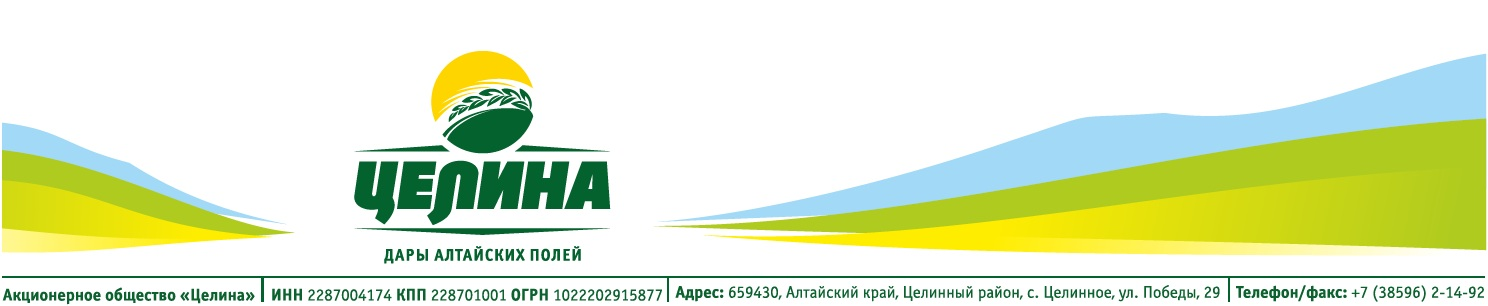 ЦЕЛИНА
ДАРЫ АЛТАЙСКИХ ПОЛЕЙ
Акционерное общество «Целина» | ИНН 2287004174 КПП 228701001 ОГРН 1022202915877 | Адрес: 659430, Алтайский край, Целинный район, с. Целинное, ул. Победы, 29 | Телефон/факс: +7 (38596) 2-14-92